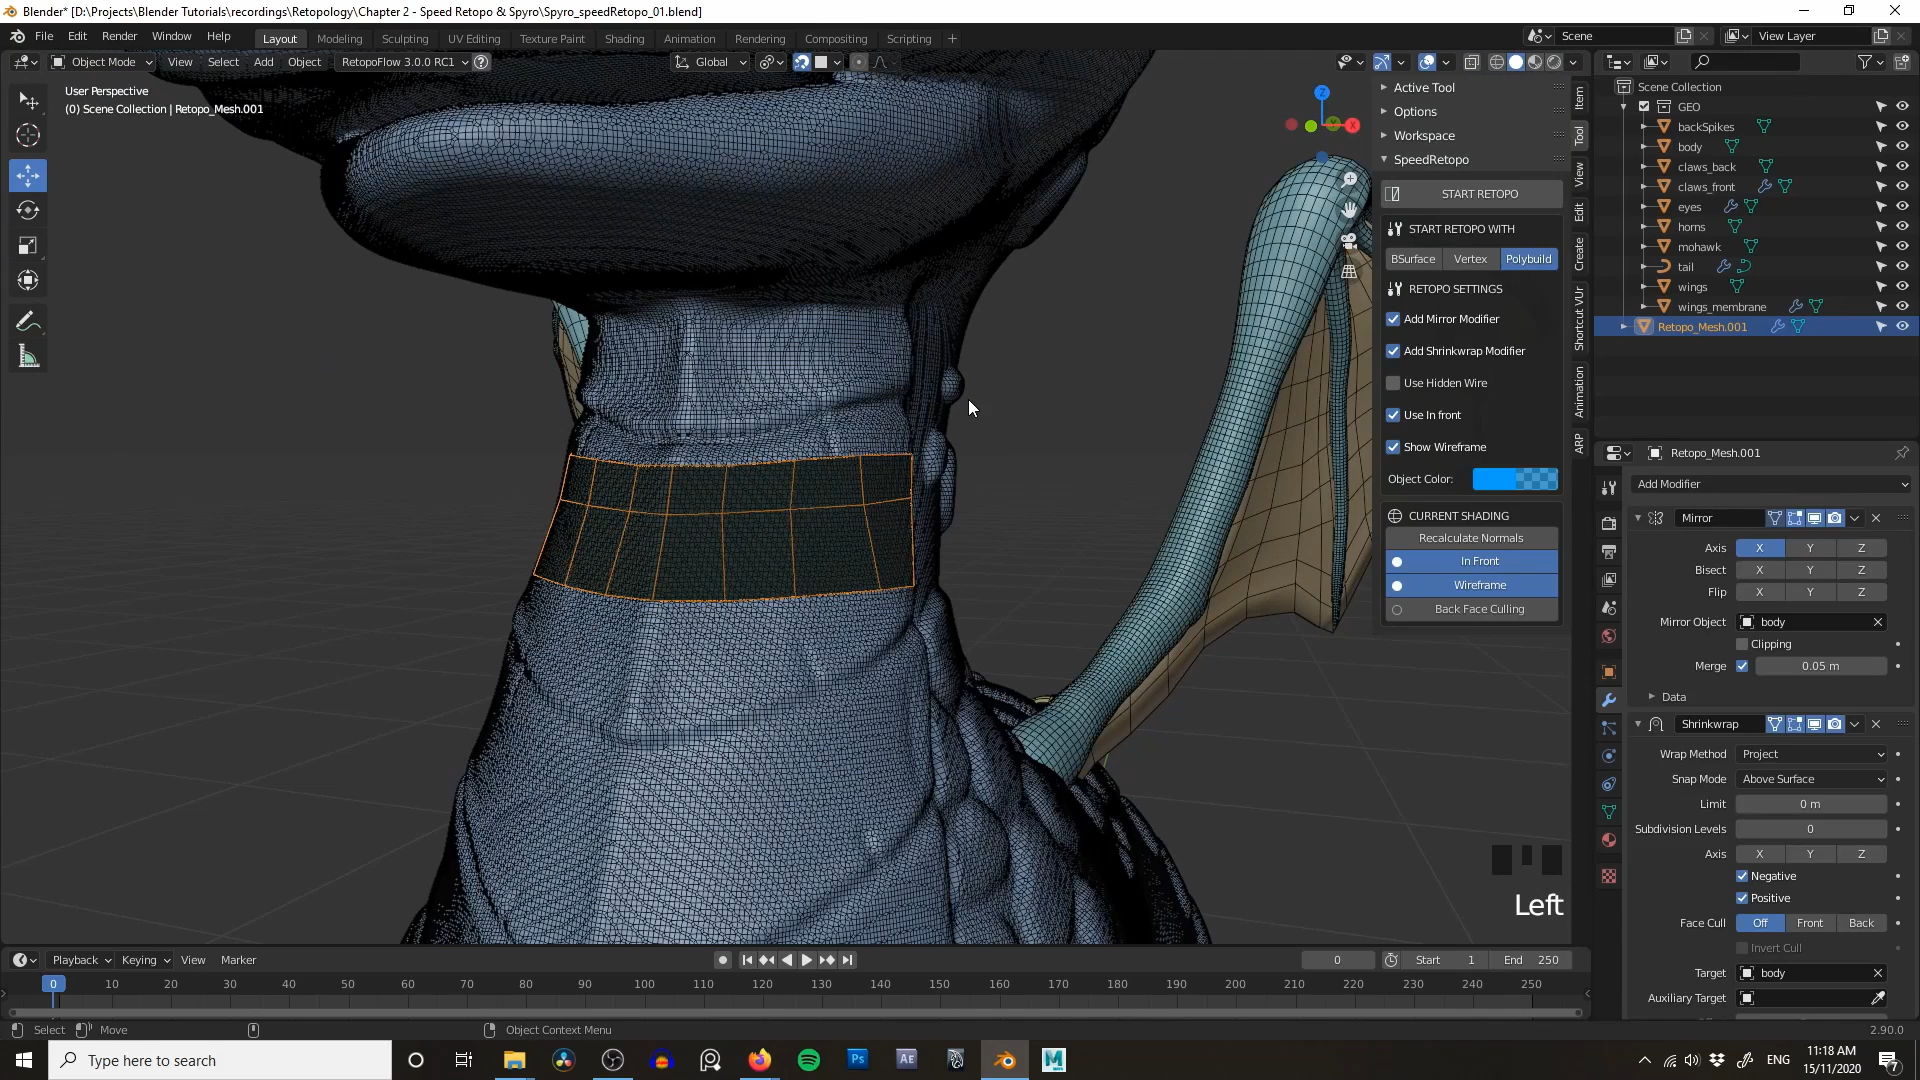 Blender* [D:\Projects\Blender Tutorials\recordings\Retopology\Chapter 2 - Speed Retopo & Spyro\Spyro_speedRetopo_01.blend]
File Edit Render Window Help Layout Modeling Sculpting UV Editing Texture Paint Shading Animation Rendering Compositing Scripting + Scene View Layer
Object Mode View Select Add Object RetopoFlow 3.0.0 RC1 ? Global
User Perspective
(0) Scene Collection | Retopo_Mesh.001
Z
X
Y
Active Tool
Options
Workspace
SpeedRetopo
START RETOPO
START RETOPO WITH
BSurface Vertex Polybuild
RETOPO SETTINGS
Add Mirror Modifier
Add Shrinkwrap Modifier
Use Hidden Wire
Use In front
Show Wireframe
Object Color:
CURRENT SHADING
Recalculate Normals
In Front
Wireframe
Back Face Culling
Item
Tool
View
Edit
Create
Shortcut VUr
Animation
ARP
Scene Collection
GEO
backSpikes
body
claws_back
claws_front
eyes
horns
mohawk
tail
wings
wings_membrane
Retopo_Mesh.001
Retopo_Mesh.001
Add Modifier
Mirror
Axis X Y Z
Bisect X Y Z
Flip X Y Z
Mirror Object body
Clipping
Merge 0.05 m
Data
Shrinkwrap
Wrap Method Project
Snap Mode Above Surface
Limit 0 m
Subdivision Levels 0
Axis X Y Z
Negative
Positive
Face Cull Off Front Back
Invert Cull
Target body
Auxiliary Target
Left
Playback Keying View Marker 0 Start 1 End 250
0 10 20 30 40 50 60 70 80 90 100 110 120 130 140 150 160 170 180 190 200 210 220 230 240 250
Select Move Object Context Menu 2.90.0
Type here to search
Ps
Ae
M
ENG
11:18 AM
15/11/2020
7